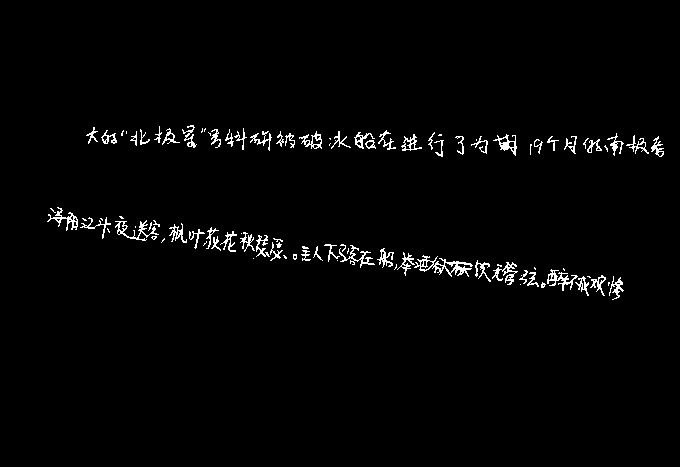 大的“北极星”号科研被破冰船在进行了为期19个月的南极考
浔阳江头夜送客,枫叶荻花秋瑟瑟。主人下马客在船,举酒欲饮无管弦。醉不成欢惨